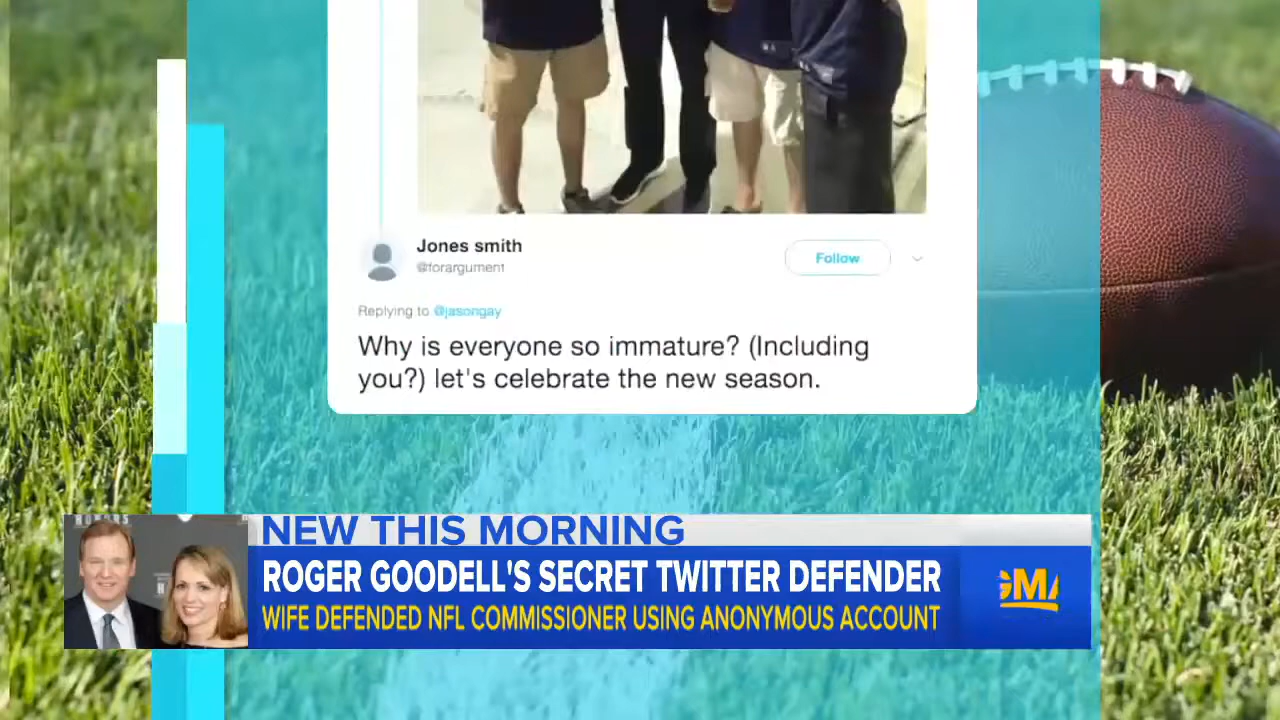 Jones smith
@forargument
Follow
Replying to @jasongay
Why is everyone so immature? (Including
you?) let's celebrate the new season.
NEW THIS MORNING
ROGER GOODELL'S SECRET TWITTER DEFENDER
WIFE DEFENDED NFL COMMISSIONER USING ANONYMOUS ACCOUNT
GMA
HONORS